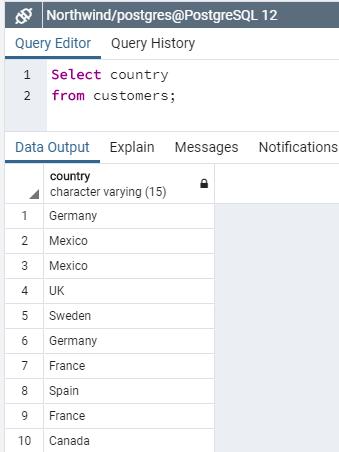 Northwind/postgres@PostgreSQL 12
Query Editor Query History
1 Select country
2 from customers;
Data Output Explain Messages Notifications
country
character varying (15)
1 Germany
2 Mexico
3 Mexico
4 UK
5 Sweden
6 Germany
7 France
8 Spain
9 France
10 Canada